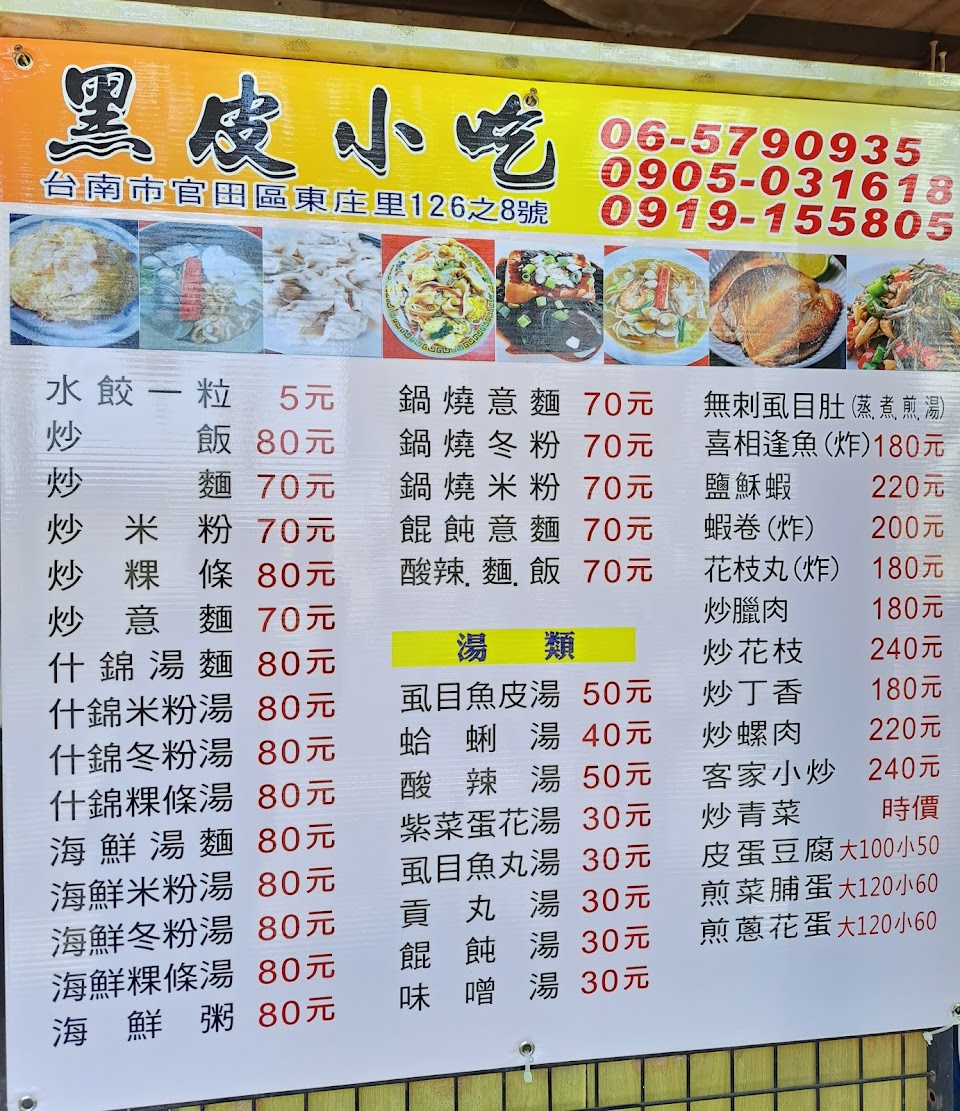 黑皮小吃
台南市官田區東庄里126之8號
06-5790935
0905-031618
0919-155805
水餃一粒 5元
炒飯 80元
炒麵 70元
炒米粉 70元
炒粿條 80元
炒意麵 70元
什錦湯麵 80元
什錦米粉湯 80元
什錦冬粉湯 80元
什錦粿條湯 80元
海鮮湯麵 80元
海鮮米粉湯 80元
海鮮冬粉湯 80元
海鮮粿條湯 80元
海鮮粥 80元
鍋燒意麵 70元
鍋燒冬粉 70元
鍋燒米粉 70元
餛飩意麵 70元
酸辣.麵.飯 70元
湯類
虱目魚皮湯 50元
蛤蜊湯 40元
酸辣湯 50元
紫菜蛋花湯 30元
虱目魚丸湯 30元
貢丸湯 30元
餛飩湯 30元
味噌湯 30元
無刺虱目肚(蒸.煮.煎.湯)
喜相逢魚(炸)180元
鹽穌蝦 220元
蝦卷(炸) 200元
花枝丸(炸) 180元
炒臘肉 180元
炒花枝 240元
炒丁香 180元
炒螺肉 220元
客家小炒 240元
炒青菜 時價
皮蛋豆腐 大100小50
煎菜脯蛋 大120小60
煎蔥花蛋 大120小60